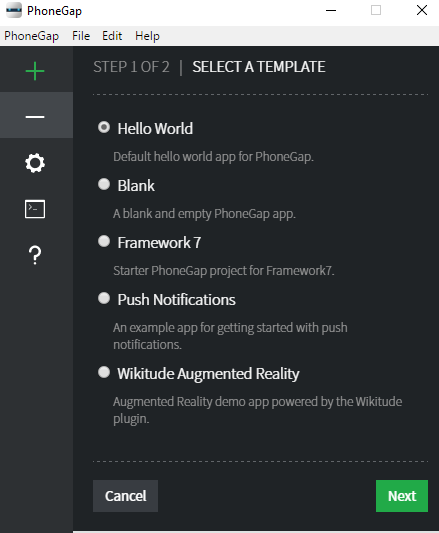 PhoneGap
PhoneGap File Edit Help
STEP 1 OF 2 | SELECT A TEMPLATE
Hello World
Default hello world app for PhoneGap.
Blank
A blank and empty PhoneGap app.
Framework 7
Starter PhoneGap project for Framework7.
Push Notifications
An example app for getting started with push
notifications.
Wikitude Augmented Reality
Augmented Reality demo app powered by the Wikitude
plugin.
Cancel Next